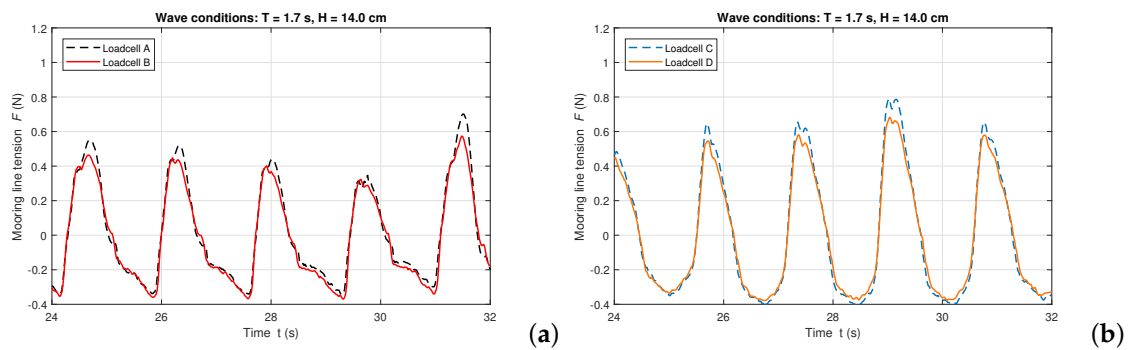 Wave conditions: T = 1.7 s, H = 14.0 cm
Mooring line tension F (N)
1.2
1
0.8
0.6
0.4
0.2
0
-0.2
-0.4
Loadcell A
Loadcell B
24
26
28
30
32
Time t (s)
(a)
Wave conditions: T = 1.7 s, H = 14.0 cm
Mooring line tension F (N)
1.2
1
0.8
0.6
0.4
0.2
0
-0.2
-0.4
Loadcell C
Loadcell D
24
26
28
30
32
Time t (s)
(b)